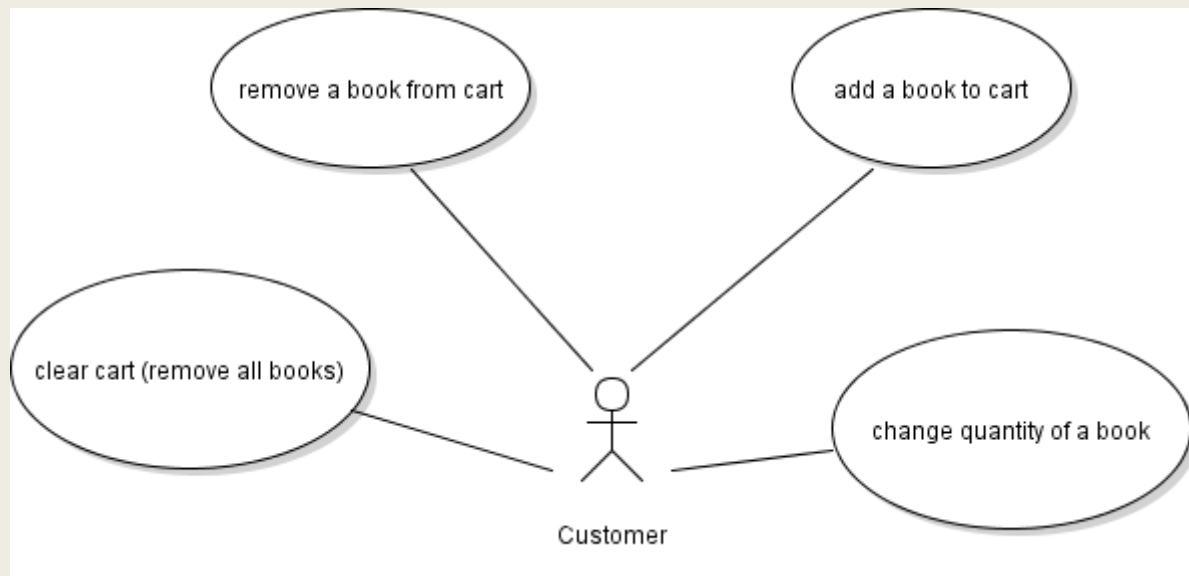 remove a book from cart
add a book to cart
clear cart (remove all books)
change quantity of a book
Customer